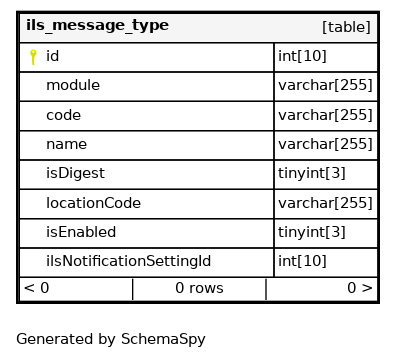 ils_message_type [table]
id int[10]
module varchar[255]
code varchar[255]
name varchar[255]
isDigest tinyint[3]
locationCode varchar[255]
isEnabled tinyint[3]
ilsNotificationSettingId int[10]
< 0 0 rows 0 >
Generated by SchemaSpy